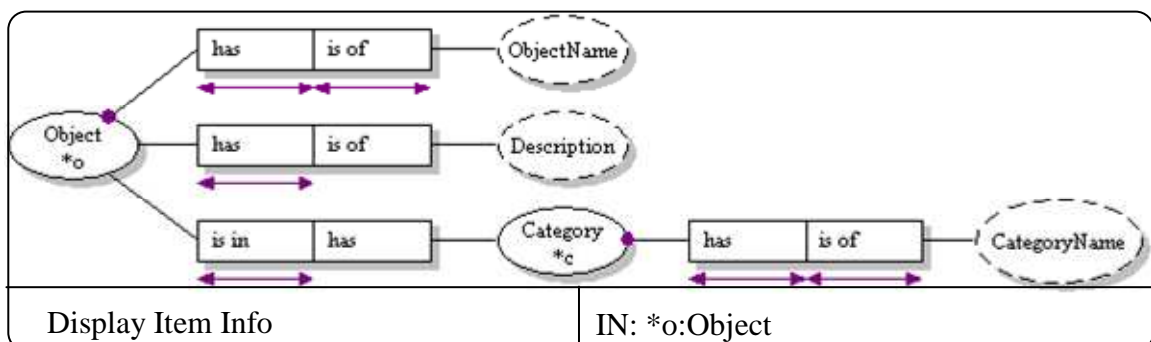 has is of ObjectName
Object
*o
has is of Description
is in has Category
*c
has is of CategoryName
Display Item Info IN: *o:Object